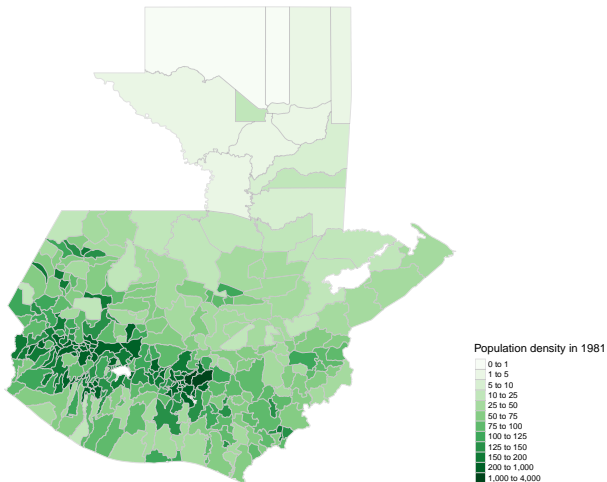 Population density in 1981
0 to 1
1 to 5
5 to 10
10 to 25
25 to 50
50 to 75
75 to 100
100 to 125
125 to 150
150 to 200
200 to 1,000
1,000 to 4,000